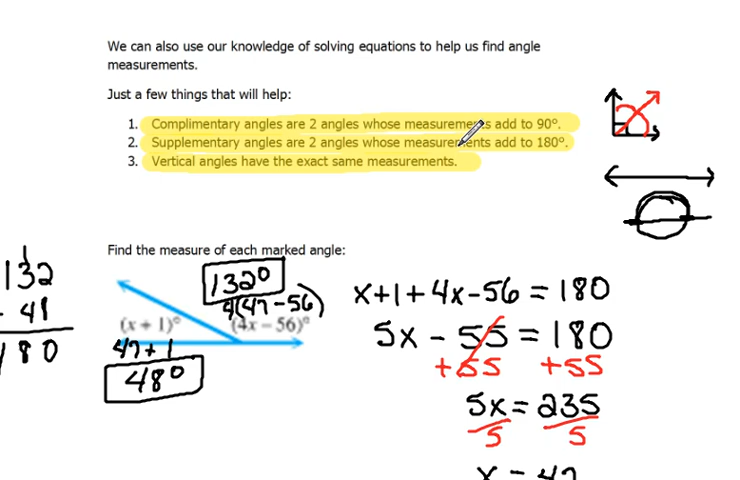 We can also use our knowledge of solving equations to help us find angle
measurements.
Just a few things that will help:
1. Complimentary angles are 2 angles whose measurements add to 90°.
2. Supplementary angles are 2 angles whose measurements add to 180°.
3. Vertical angles have the exact same measurements.
Find the measure of each marked angle:
1
132
48
180
132°
4(47 - 56)
(x + 1)°
(4x - 56)°
47 + 1
48°
x + 1 + 4x - 56 = 180
5x - 55 = 180
+55 +55
5x = 235
5 5
x = 47